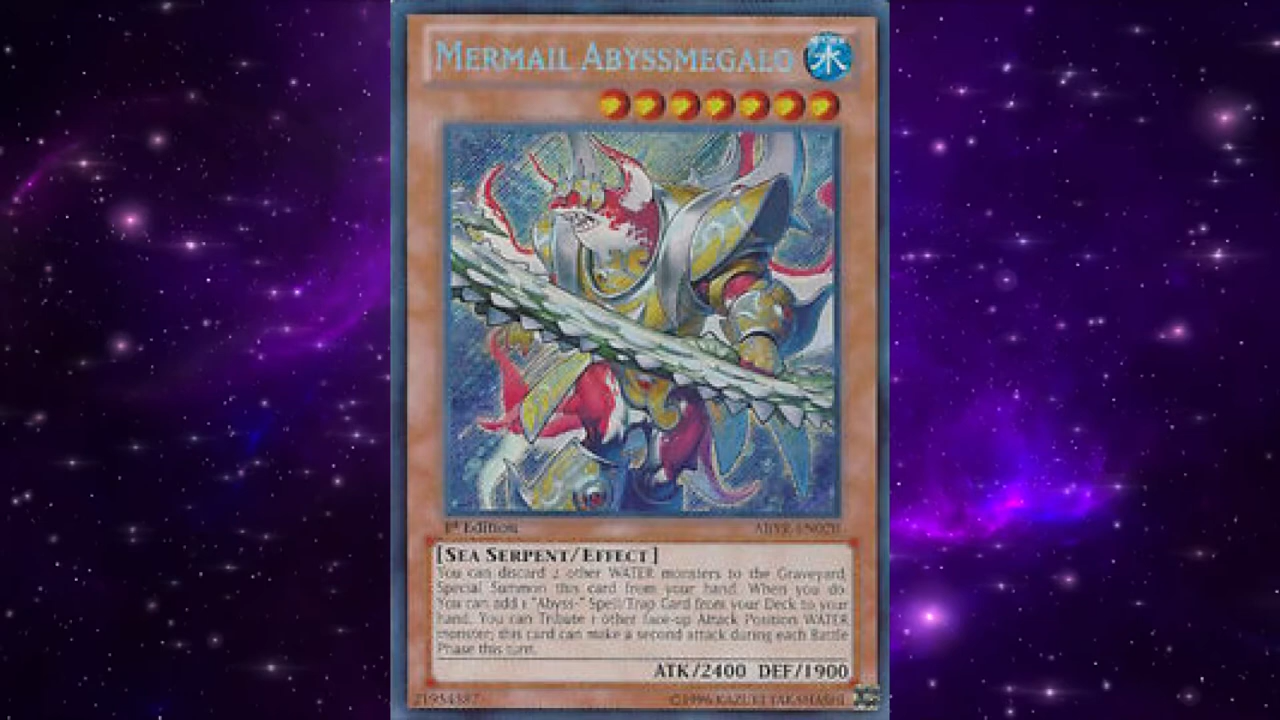 MERMAIL ABYSSMEGALO
水
1st Edition
ABYR-EN020
[SEA SERPENT/EFFECT]
You can discard 2 other WATER monsters to the Graveyard;
Special Summon this card from your hand. When you do:
You can add 1 "Abyss-" Spell/Trap Card from your Deck to your
hand. You can Tribute 1 other face-up Attack Position WATER
monster; this card can make a second attack during each Battle
Phase this turn.
ATK/2400 DEF/1900
©1996 KAZUKI TAKAHASHI